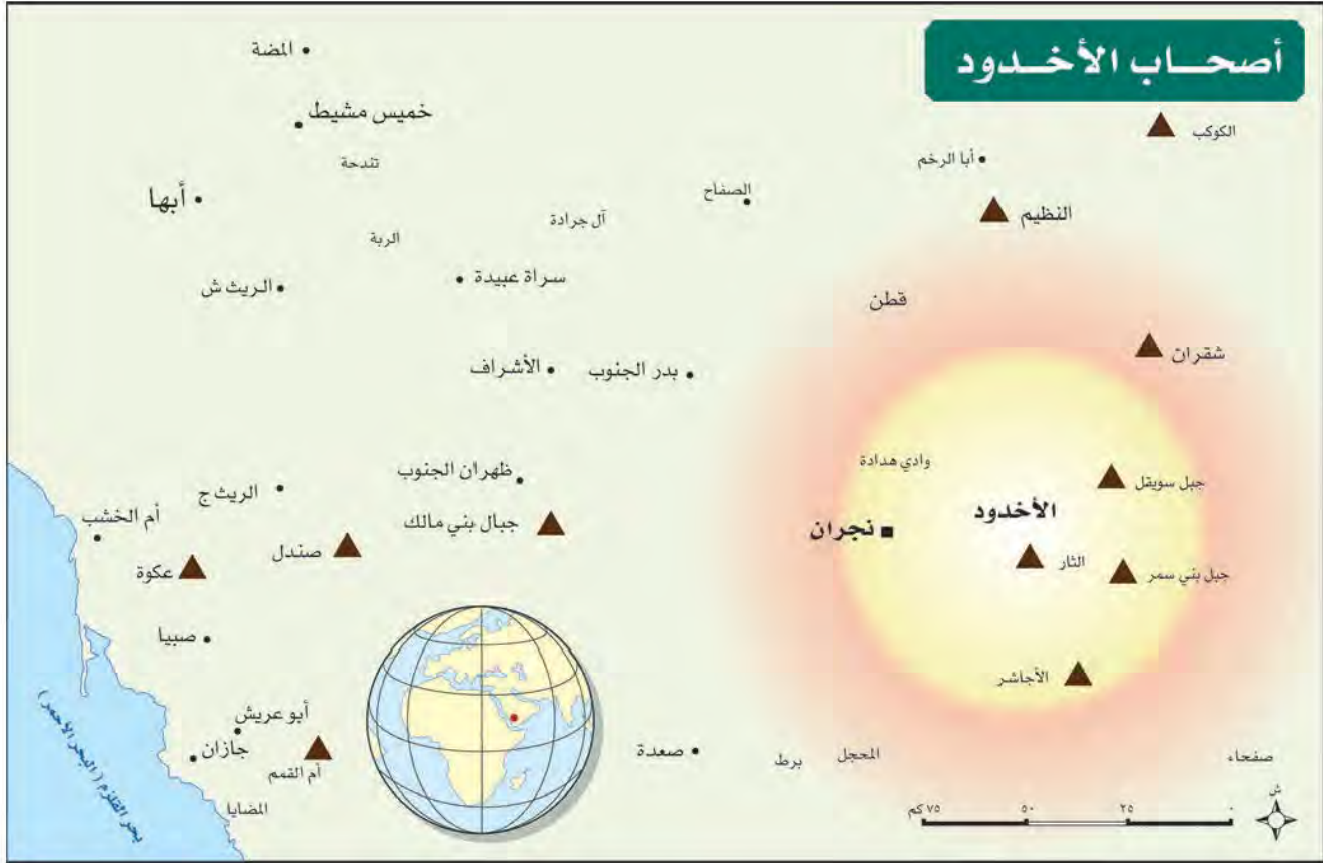 أصحاب الأخدود
المضة
خميس مشيط
الكوكب
أبا الرخم
تندحة
أبها
الصفاح
النظيم
آل جرادة
الربة
سراة عبيدة
الريث ش
قطن
شقران
الأشراف
بدر الجنوب
وادي هدادة
ظهران الجنوب
جبل سويقل
الريث ج
أم الخشب
جبال بني مالك
الأخدود
نجران
صندل
عكوة
الثار
جبل بني سمر
صبيا
الأجاشر
أبو عريش
جازان
أم القمم
صعدة
برط
المحجل
صفحاء
المضايا
بحر القلزم (البحر الأحمر)
ش
٠ ٢٥ ٥٠ ٧٥ كم